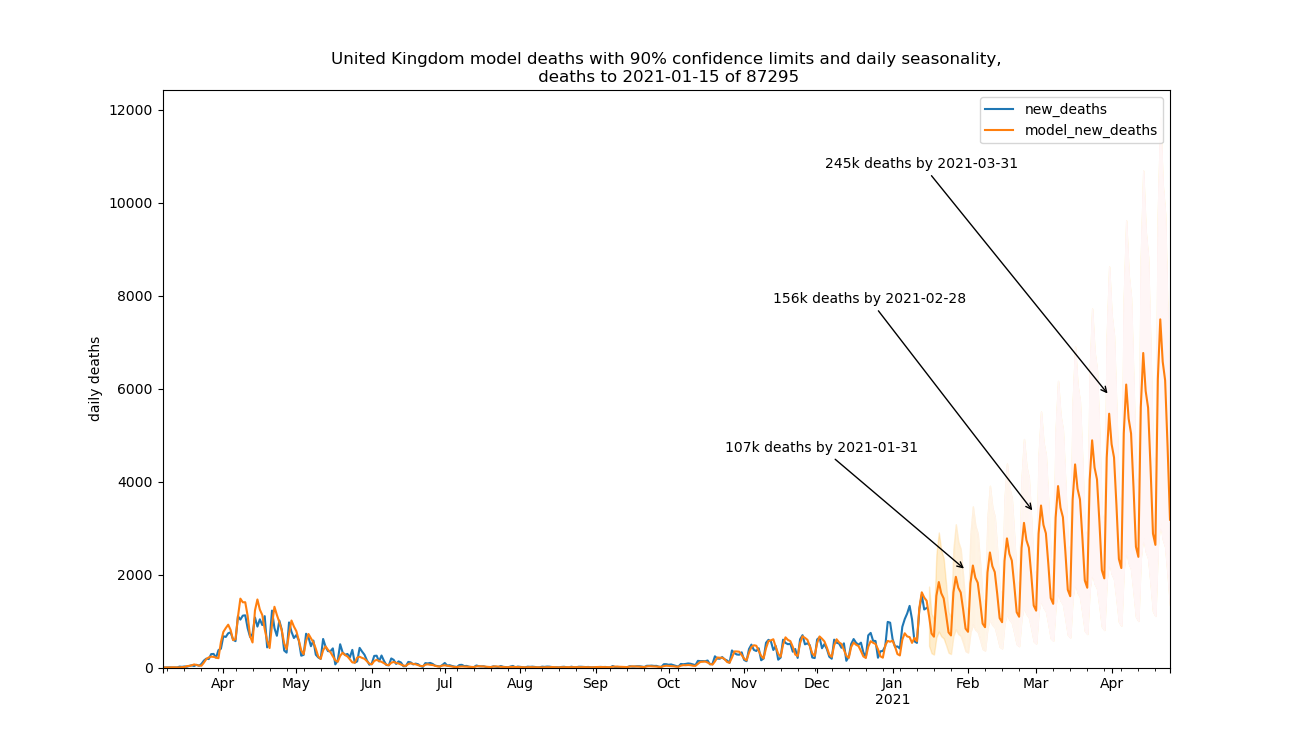 United Kingdom model deaths with 90% confidence limits and daily seasonality,
deaths to 2021-01-15 of 87295
new_deaths
model_new_deaths
245k deaths by 2021-03-31
156k deaths by 2021-02-28
107k deaths by 2021-01-31
daily deaths
12000
10000
8000
6000
4000
2000
0
Apr May Jun Jul Aug Sep Oct Nov Dec Jan Feb Mar Apr
2021